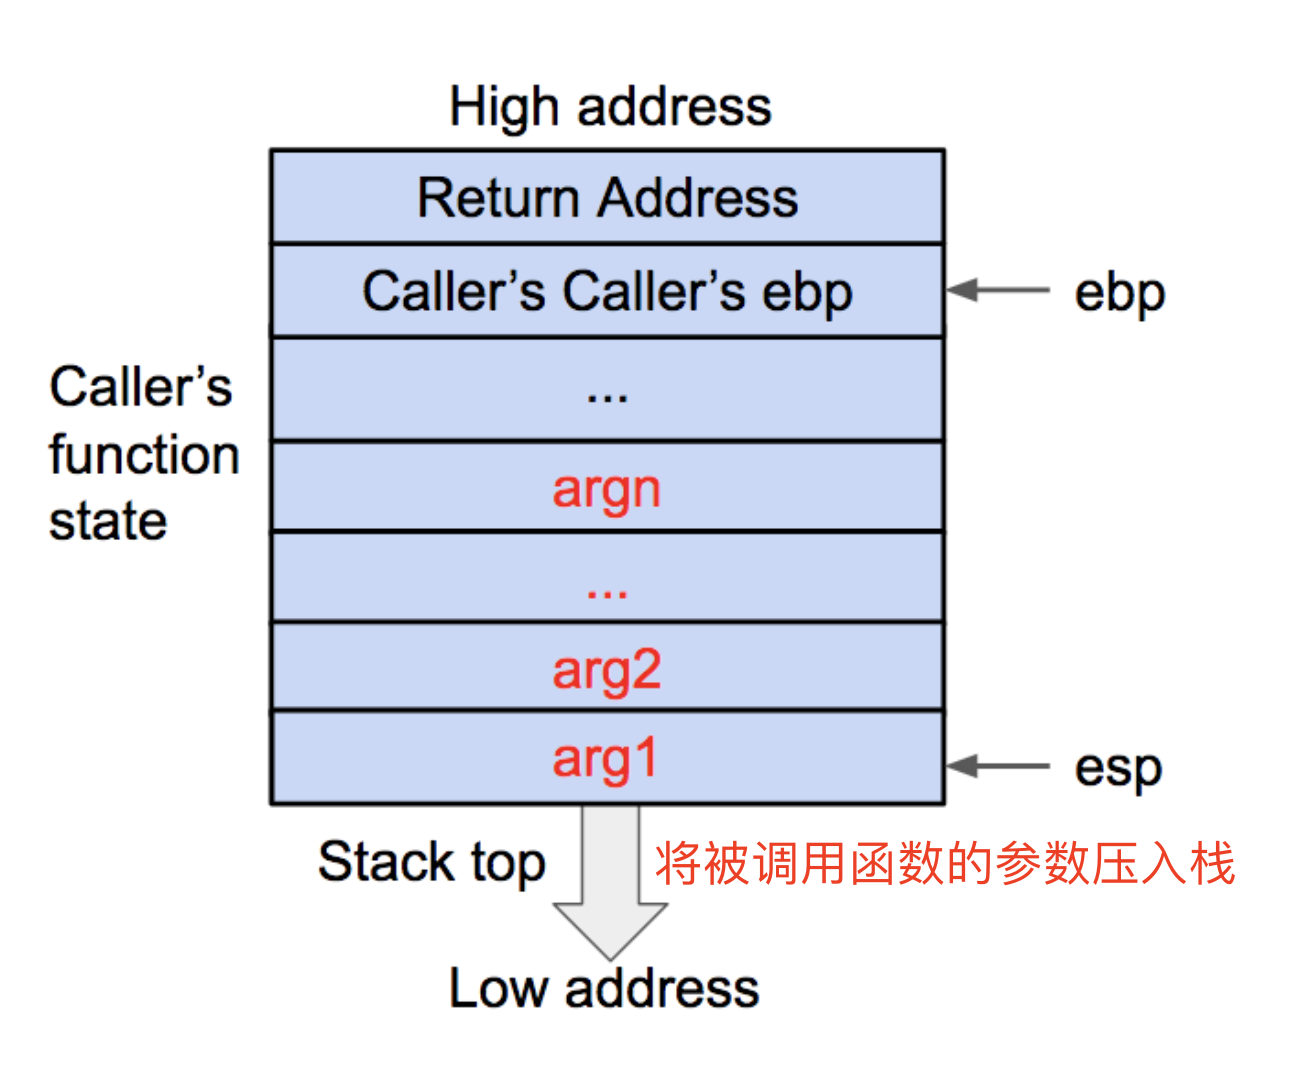 High address
Return Address
Caller’s Caller’s ebp
ebp
...
Caller’s
function
state
argn
...
arg2
arg1
esp
Stack top
将被调用函数的参数压入栈
Low address